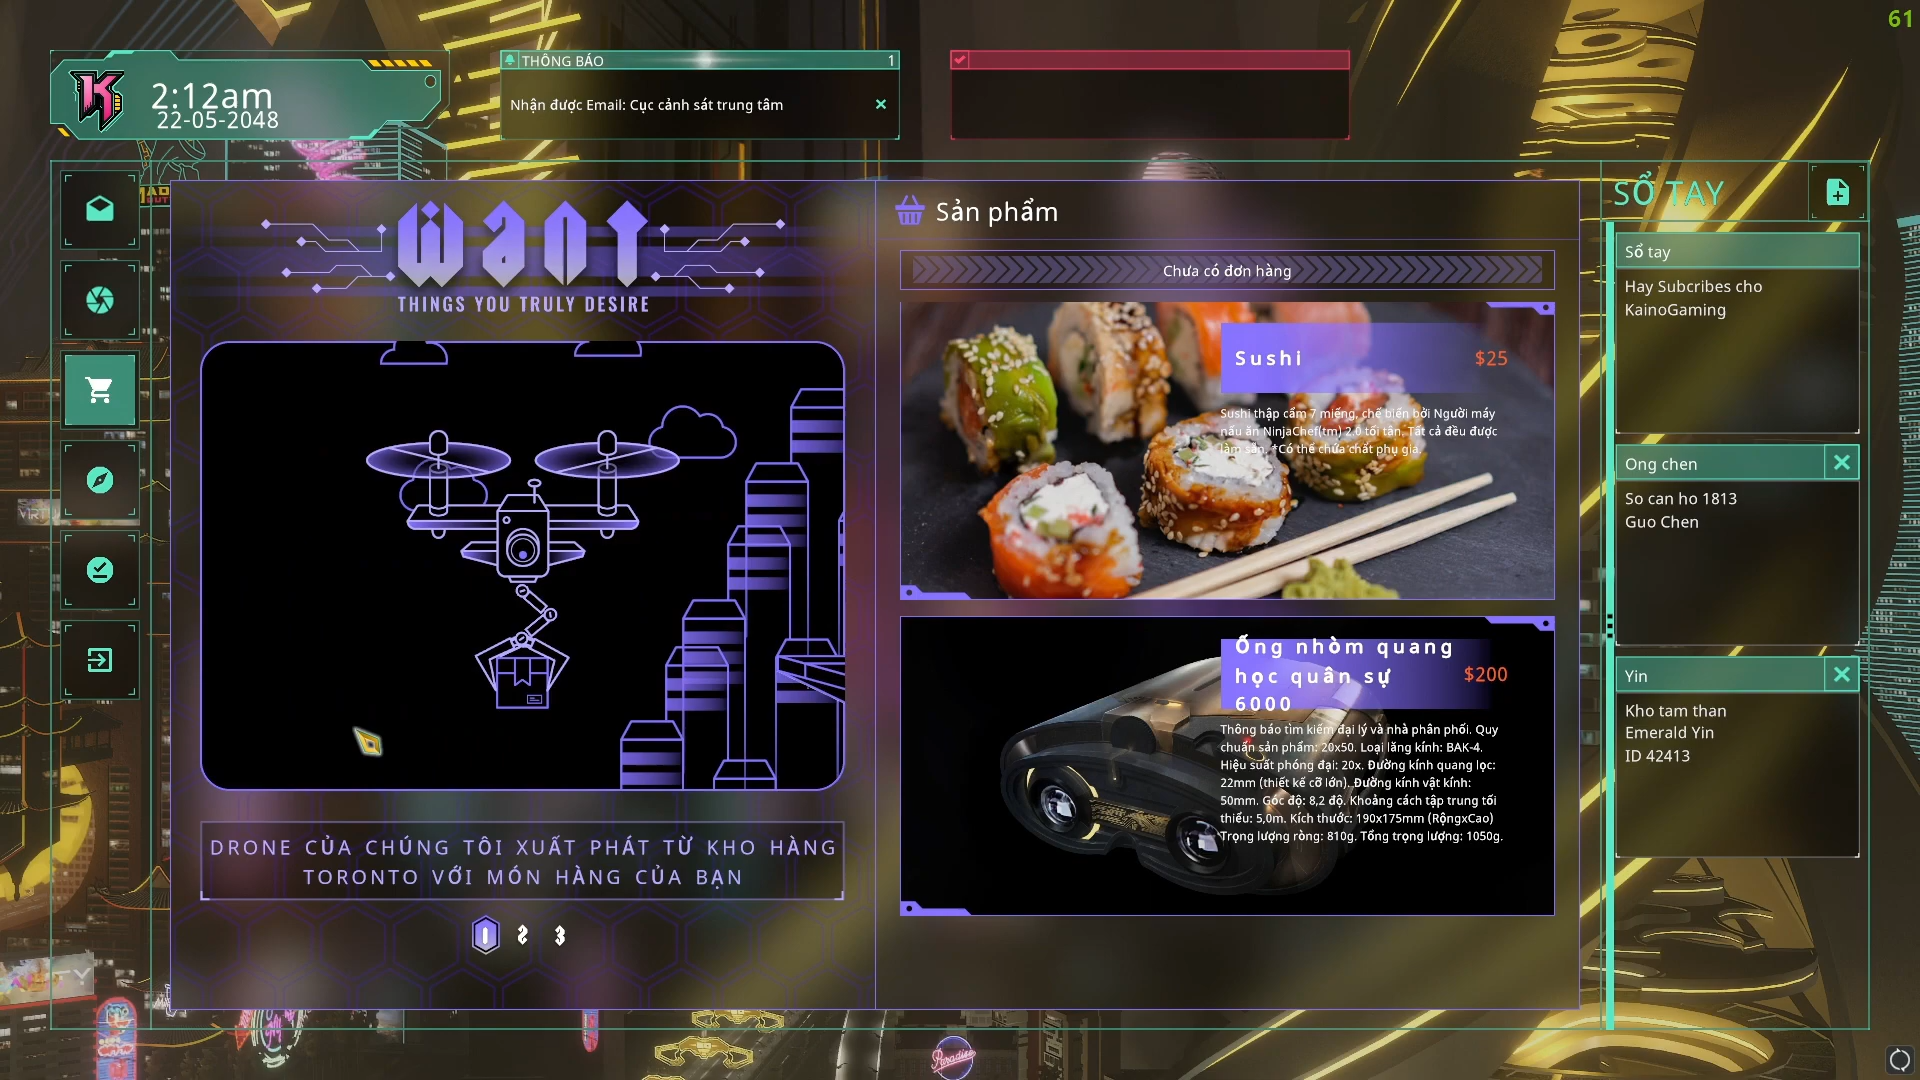 61
2:12am
22-05-2048
THÔNG BÁO
1
Nhận được Email: Cục cảnh sát trung tâm
want
THINGS YOU TRULY DESIRE
DRONE CỦA CHÚNG TÔI XUẤT PHÁT TỪ KHO HÀNG
TORONTO VỚI MÓN HÀNG CỦA BẠN
1 2 3
Sản phẩm
Chưa có đơn hàng
Sushi
$25
Sushi thập cẩm 7 miếng, chế biến bởi Người máy
nấu ăn NinjaChef(tm) 2.0 tối tân. Tất cả đều được
làm sẵn. *Có thể chứa chất phụ gia.
Ống nhòm quang
học quân sự
6000
$200
Thông báo tìm kiếm đại lý và nhà phân phối. Quy
chuẩn sản phẩm: 20x50. Loại lăng kính: BAK-4.
Hiệu suất phóng đại: 20x. Đường kính quang lọc:
22mm (thiết kế cỡ lớn). Đường kính vật kính:
50mm. Góc độ: 8,2 độ. Khoảng cách tập trung tối
thiểu: 5,0m. Kích thước: 190x175mm (RộngxCao)
Trọng lượng ròng: 810g. Tổng trọng lượng: 1050g.
SỔ TAY
Sổ tay
Hay Subcribes cho
KainoGaming
Ong chen
So can ho 1813
Guo Chen
Yin
Kho tam than
Emerald Yin
ID 42413
Paradise